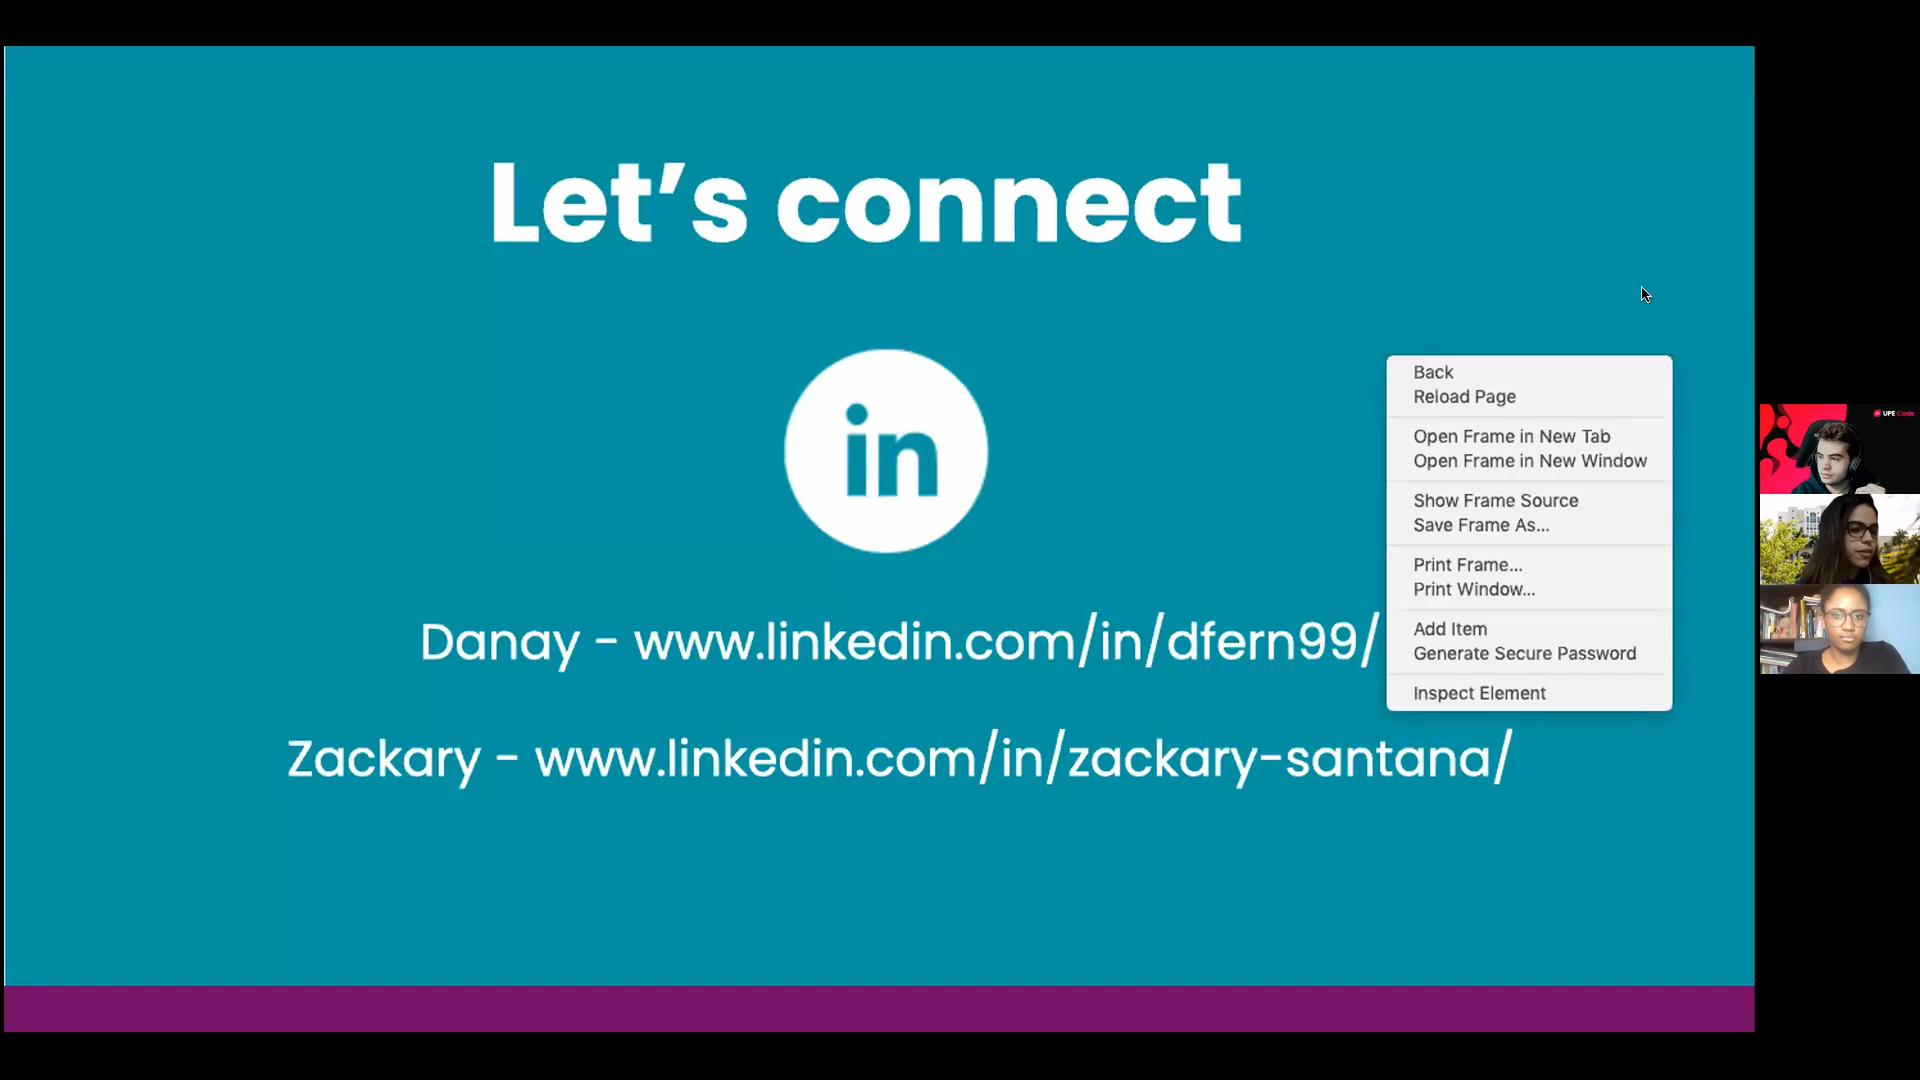 Let's connect
in
Danay - www.linkedin.com/in/dfern99/
Zackary - www.linkedin.com/in/zackary-santana/
Back
Reload Page
Open Frame in New Tab
Open Frame in New Window
Show Frame Source
Save Frame As...
Print Frame...
Print Window...
Add Item
Generate Secure Password
Inspect Element
UPE Code